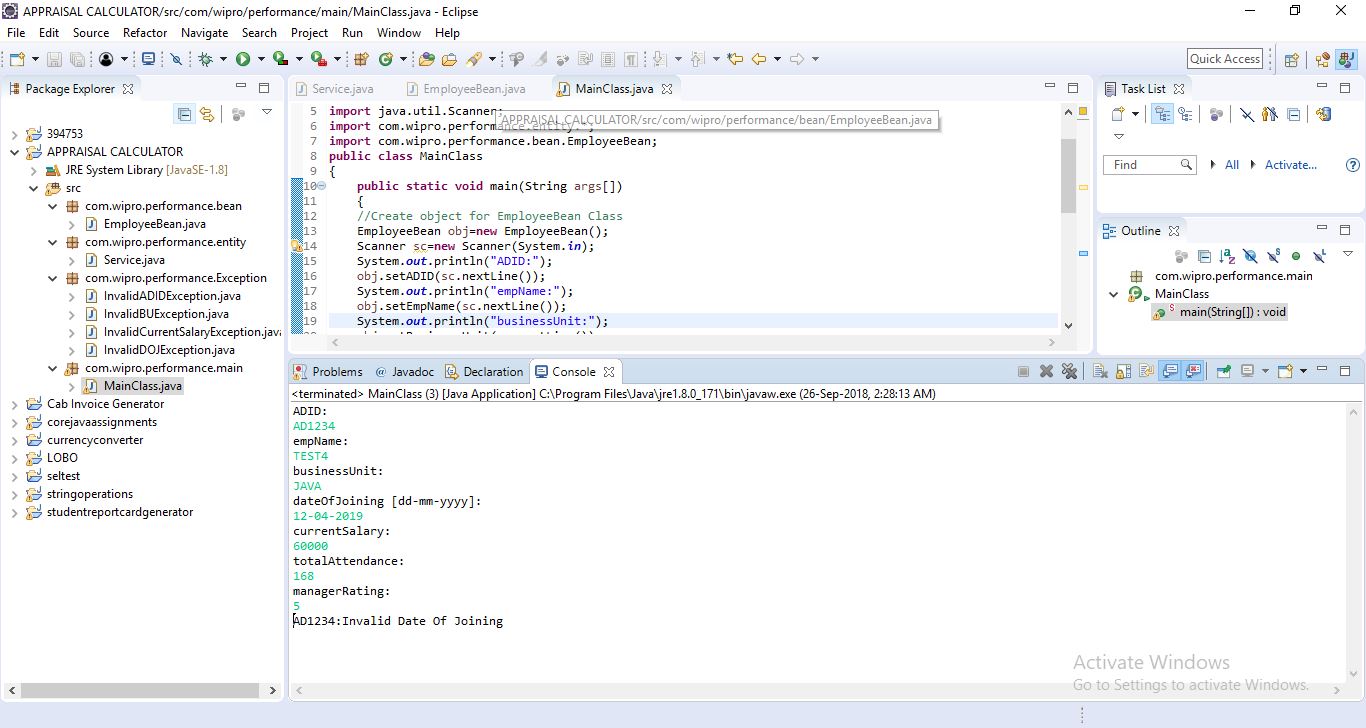 APPRAISAL CALCULATOR/src/com/wipro/performance/main/MainClass.java - Eclipse
File Edit Source Refactor Navigate Search Project Run Window Help
Quick Access
Package Explorer
394753
APPRAISAL CALCULATOR
JRE System Library [JavaSE-1.8]
src
com.wipro.performance.bean
EmployeeBean.java
com.wipro.performance.entity
Service.java
com.wipro.performance.Exception
InvalidADIDException.java
InvalidBUException.java
InvalidCurrentSalaryException.java
InvalidDOJException.java
com.wipro.performance.main
MainClass.java
Cab Invoice Generator
corejavaassignments
currencyconverter
LOBO
seltest
stringoperations
studentreportcardgenerator
Service.java EmployeeBean.java MainClass.java
5 import java.util.Scanner;
APPRAISAL CALCULATOR/src/com/wipro/performance/bean/EmployeeBean.java
6 import com.wipro.performance.entity.*;
7 import com.wipro.performance.bean.EmployeeBean;
8 public class MainClass
9 {
10 public static void main(String args[])
11 {
12 //Create object for EmployeeBean Class
13 EmployeeBean obj=new EmployeeBean();
14 Scanner sc=new Scanner(System.in);
15 System.out.println("ADID:");
16 obj.setADID(sc.nextLine());
17 System.out.println("empName:");
18 obj.setEmpName(sc.nextLine());
19 System.out.println("businessUnit:");
Task List
Find All Activate...
Outline
com.wipro.performance.main
MainClass
main(String[]) : void
Problems @ Javadoc Declaration Console
<terminated> MainClass (3) [Java Application] C:\Program Files\Java\jre1.8.0_171\bin\javaw.exe (26-Sep-2018, 2:28:13 AM)
ADID:
AD1234
empName:
TEST4
businessUnit:
JAVA
dateOfJoining [dd-mm-yyyy]:
12-04-2019
currentSalary:
60000
totalAttendance:
168
managerRating:
5
AD1234:Invalid Date Of Joining
Activate Windows
Go to Settings to activate Windows.